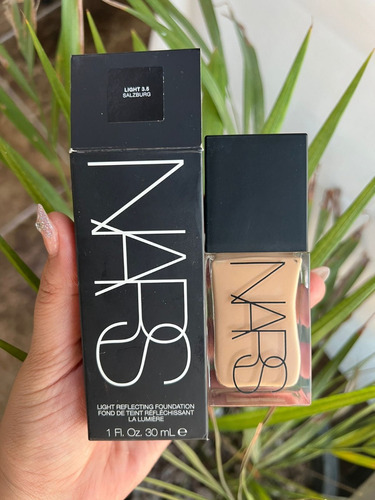 LIGHT 3.5
SALZBURG
NARS
LIGHT REFLECTING FOUNDATION
FOND DE TEINT RÉFLÉCHISSANT
LA LUMIÈRE
1 Fl. Oz. 30 mL ℮
NARS